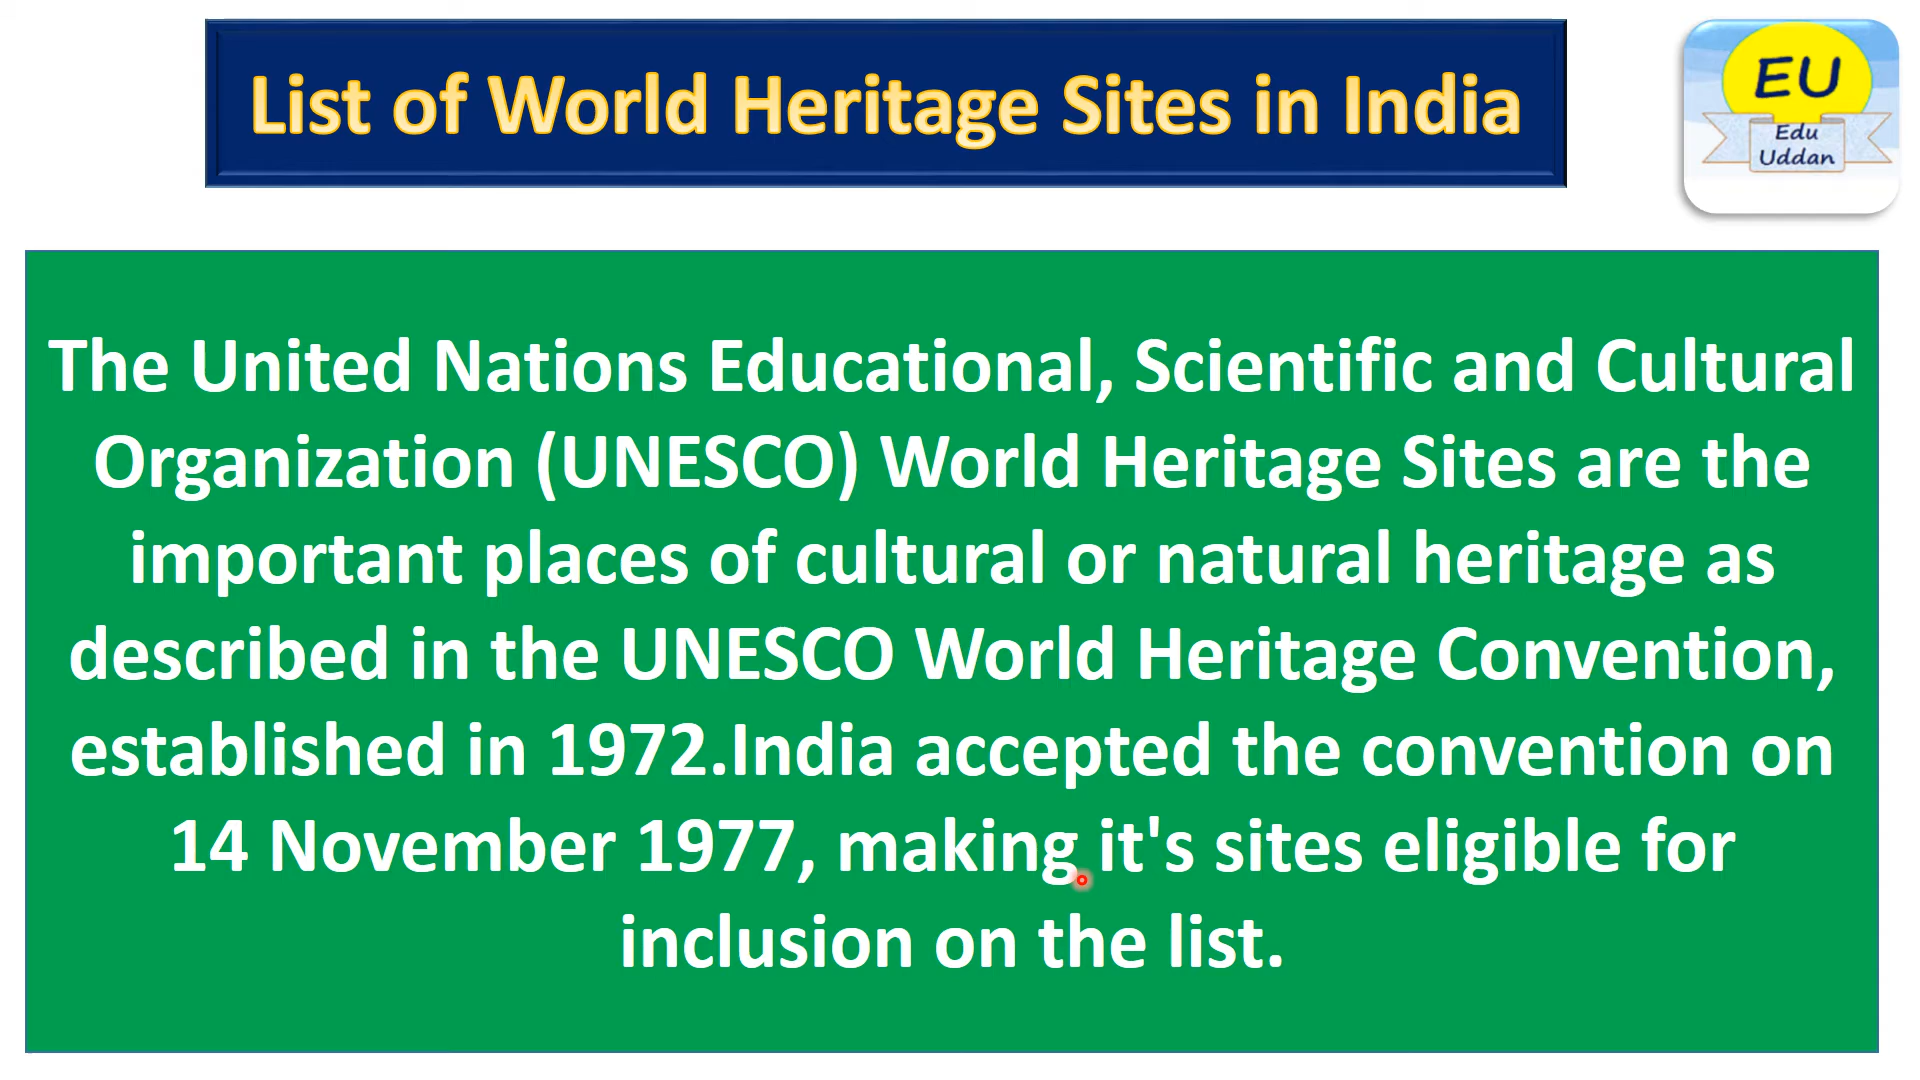 List of World Heritage Sites in India
EU
Edu
Uddan
The United Nations Educational, Scientific and Cultural
Organization (UNESCO) World Heritage Sites are the
important places of cultural or natural heritage as
described in the UNESCO World Heritage Convention,
established in 1972.India accepted the convention on
14 November 1977, making it's sites eligible for
inclusion on the list.